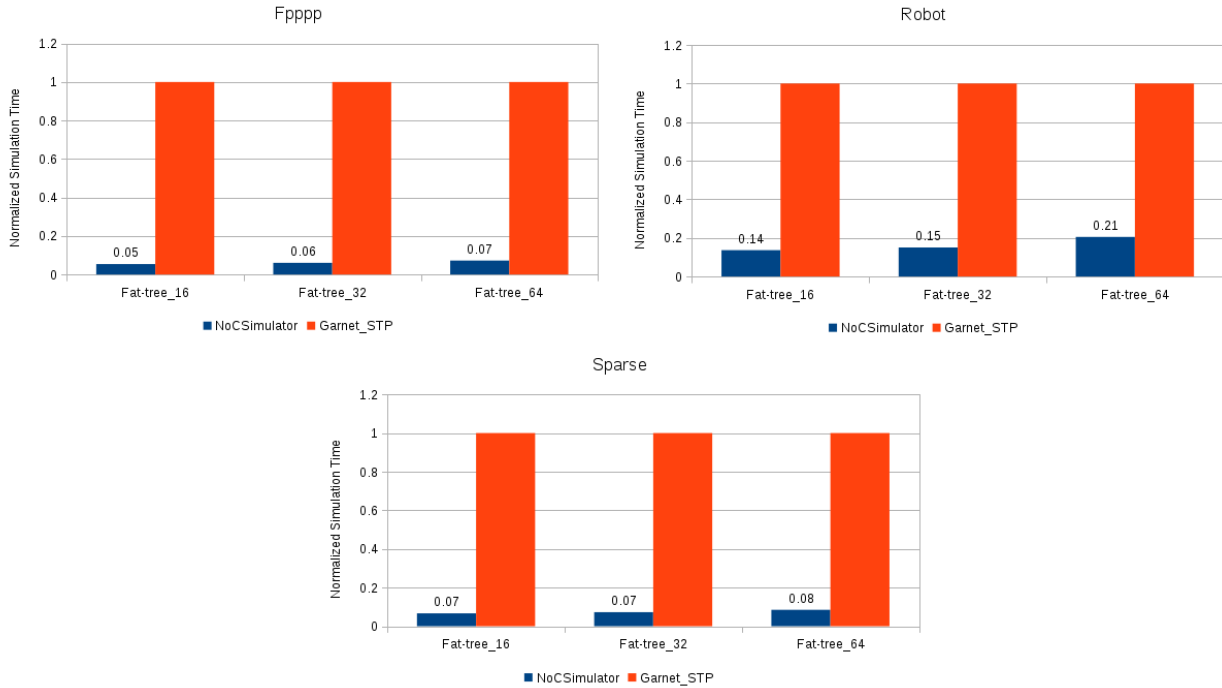 Fpppp
Normalized Simulation Time
1.2
1
0.8
0.6
0.4
0.2
0
0.05
0.06
0.07
Fat-tree_16
Fat-tree_32
Fat-tree_64
NoCSimulator
Garnet_STP
Robot
Normalized Simulation Time
1.2
1
0.8
0.6
0.4
0.2
0
0.14
0.15
0.21
Fat-tree_16
Fat-tree_32
Fat-tree_64
NoCSimulator
Garnet_STP
Sparse
Normalized Simulation Time
1.2
1
0.8
0.6
0.4
0.2
0
0.07
0.07
0.08
Fat-tree_16
Fat-tree_32
Fat-tree_64
NoCSimulator
Garnet_STP